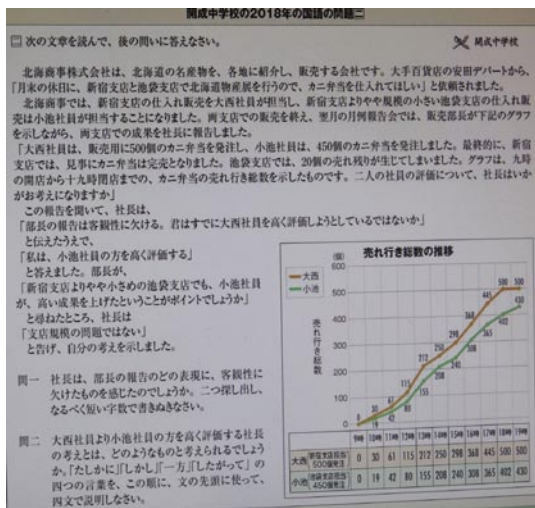 開成中学校の2018年の国語の問題二
二 次の文章を読んで、後の問いに答えなさい。
開成中学校
北海商事株式会社は、北海道の名産物を、各地に紹介し、販売する会社です。大手百貨店の安田デパートから、
「月末の休日に、新宿支店と池袋支店で北海道物産展を行うので、カニ弁当を仕入れてほしい」と依頼されました。
北海商事では、新宿支店の仕入れ販売を大西社員が担当し、新宿支店よりやや規模の小さい池袋支店の仕入れ販
売は小池社員が担当することになりました。両支店での販売を終え、翌月の月例報告会では、販売部長が下記のグラフ
を示しながら、両支店での成果を社長に報告しました。
「大西社員は、販売用に500個のカニ弁当を発注し、小池社員は、450個のカニ弁当を発注しました。最終的に、新宿
支店では、見事にカニ弁当は完売となりました。池袋支店では、20個の売れ残りが生じてしまいました。グラフは、九時
の開店から十九時閉店までの、カニ弁当の売れ行き総数を示したものです。二人の社員の評価について、社長はいか
がお考えになりますか」
この報告を聞いて、社長は、
「部長の報告は客観性に欠ける。君はすでに大西社員を高く評価しようとしているではないか」
と伝えたうえで、
「私は、小池社員の方を高く評価する」
と答えました。部長が、
「新宿支店よりやや小さめの池袋支店でも、小池社員
が、高い成果を上げたということがポイントでしょうか」
と尋ねたところ、社長は
「支店規模の問題ではない」
と告げ、自分の考えを示しました。
問一 社長は、部長の報告のどの表現に、客観性に
欠けたものを感じたのでしょうか。二つ探し出し、
なるべく短い字数で書きぬきなさい。
問二 大西社員より小池社員の方を高く評価する社長
の考えとは、どのようなものと考えられるでしょう
か。「たしかに」「しかし」「一方」「したがって」の
四つの言葉を、この順に、文の先頭に使って、
四文で説明しなさい。
売れ行き総数の推移
(個)
600
500
400
300
200
100
0
売れ行き総数
大西
小池
0 30 61 115 212 250 298 368 445 500 500
19 42 80 155 208 240 308 365 402 430
9時 10時 11時 12時 13時 14時 15時 16時 17時 18時 19時
大西 新宿支店担当 500個発注 0 30 61 115 212 250 298 368 445 500 500
小池 池袋支店担当 450個発注 0 19 42 80 155 208 240 308 365 402 430